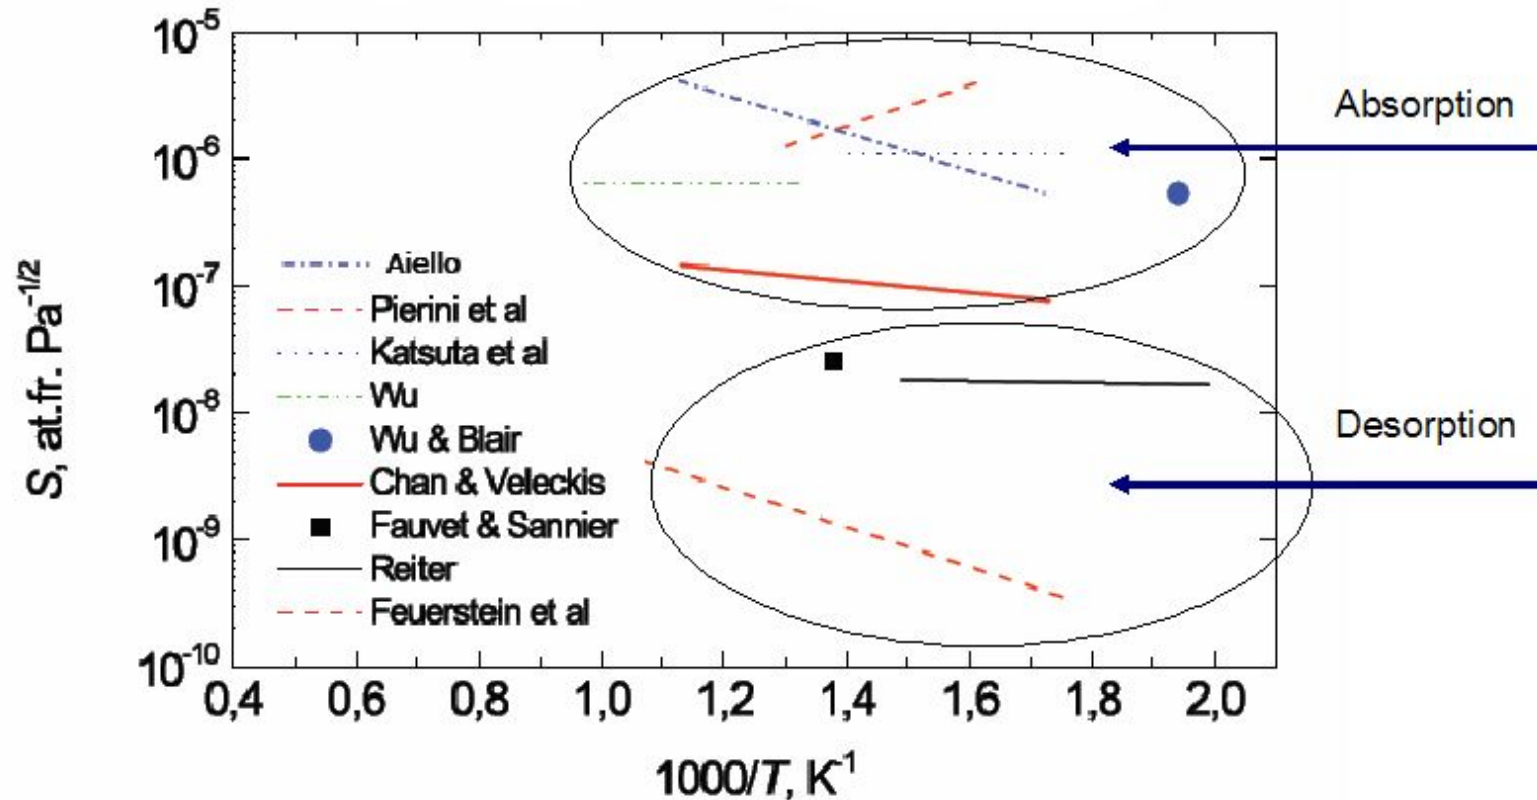 10⁻⁵
10⁻⁶
10⁻⁷
10⁻⁸
10⁻⁹
10⁻¹⁰
S, at.fr. Pa⁻¹/²
Absorption
Desorption
Aiello
Pierini et al
Katsuta et al
Wu
Wu & Blair
Chan & Veleckis
Fauvet & Sannier
Reiter
Feuerstein et al
0,4 0,6 0,8 1,0 1,2 1,4 1,6 1,8 2,0
1000/T, K⁻¹